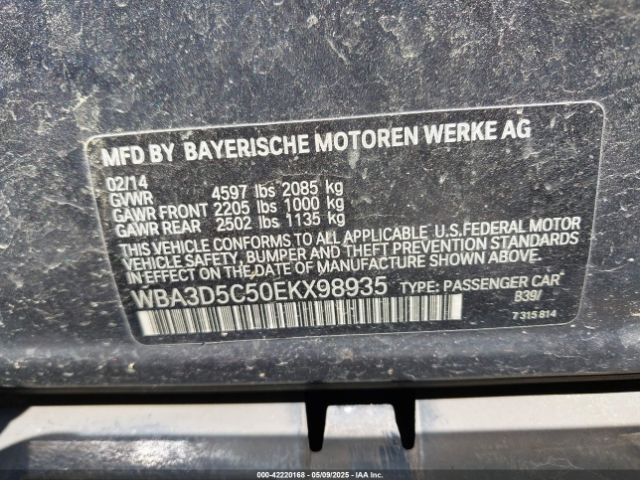 MFD BY BAYERISCHE MOTOREN WERKE AG
02/14
GVWR 4597 lbs 2085 kg
GAWR FRONT 2205 lbs 1000 kg
GAWR REAR 2502 lbs 1135 kg
THIS VEHICLE CONFORMS TO ALL APPLICABLE U.S.FEDERAL MOTOR
VEHICLE SAFETY, BUMPER AND THEFT PREVENTION STANDARDS
IN EFFECT ON THE DATE OF MANUFACTURE SHOWN ABOVE.
WBA3D5C50EKX98935 TYPE: PASSENGER CAR
B39/
7 315 814
000-42220168 - 05/09/2025 - IAA Inc. (IAAI)